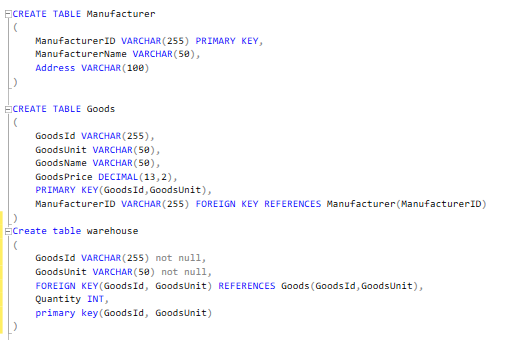 CREATE TABLE Manufacturer
(
ManufacturerID VARCHAR(255) PRIMARY KEY,
ManufacturerName VARCHAR(50),
Address VARCHAR(100)
)
CREATE TABLE Goods
(
GoodsId VARCHAR(255),
GoodsUnit VARCHAR(50),
GoodsName VARCHAR(50),
GoodsPrice DECIMAL(13,2),
PRIMARY KEY(GoodsId,GoodsUnit),
ManufacturerID VARCHAR(255) FOREIGN KEY REFERENCES Manufacturer(ManufacturerID)
)
Create table warehouse
(
GoodsId VARCHAR(255) not null,
GoodsUnit VARCHAR(50) not null,
FOREIGN KEY(GoodsId, GoodsUnit) REFERENCES Goods(GoodsId,GoodsUnit),
Quantity INT,
primary key(GoodsId, GoodsUnit)
)